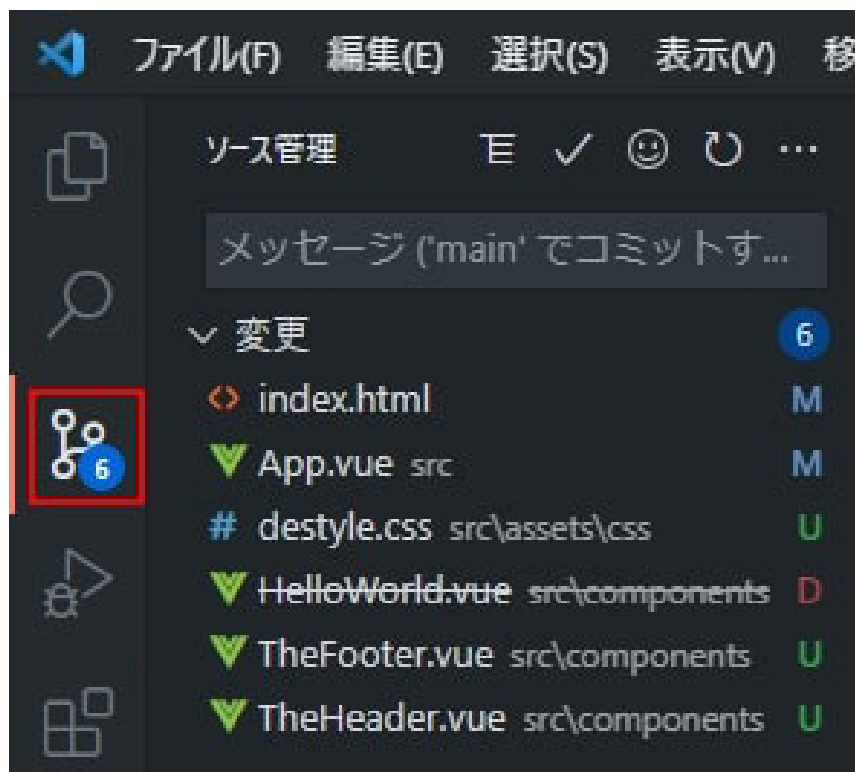 ファイル(F) 編集(E) 選択(S) 表示(V) 移
ソース管理
メッセージ ('main' でコミットす...
変更 6
index.html M
App.vue src M
6
destyle.css src\assets\css U
HelloWorld.vue src\components D
TheFooter.vue src\components U
TheHeader.vue src\components U